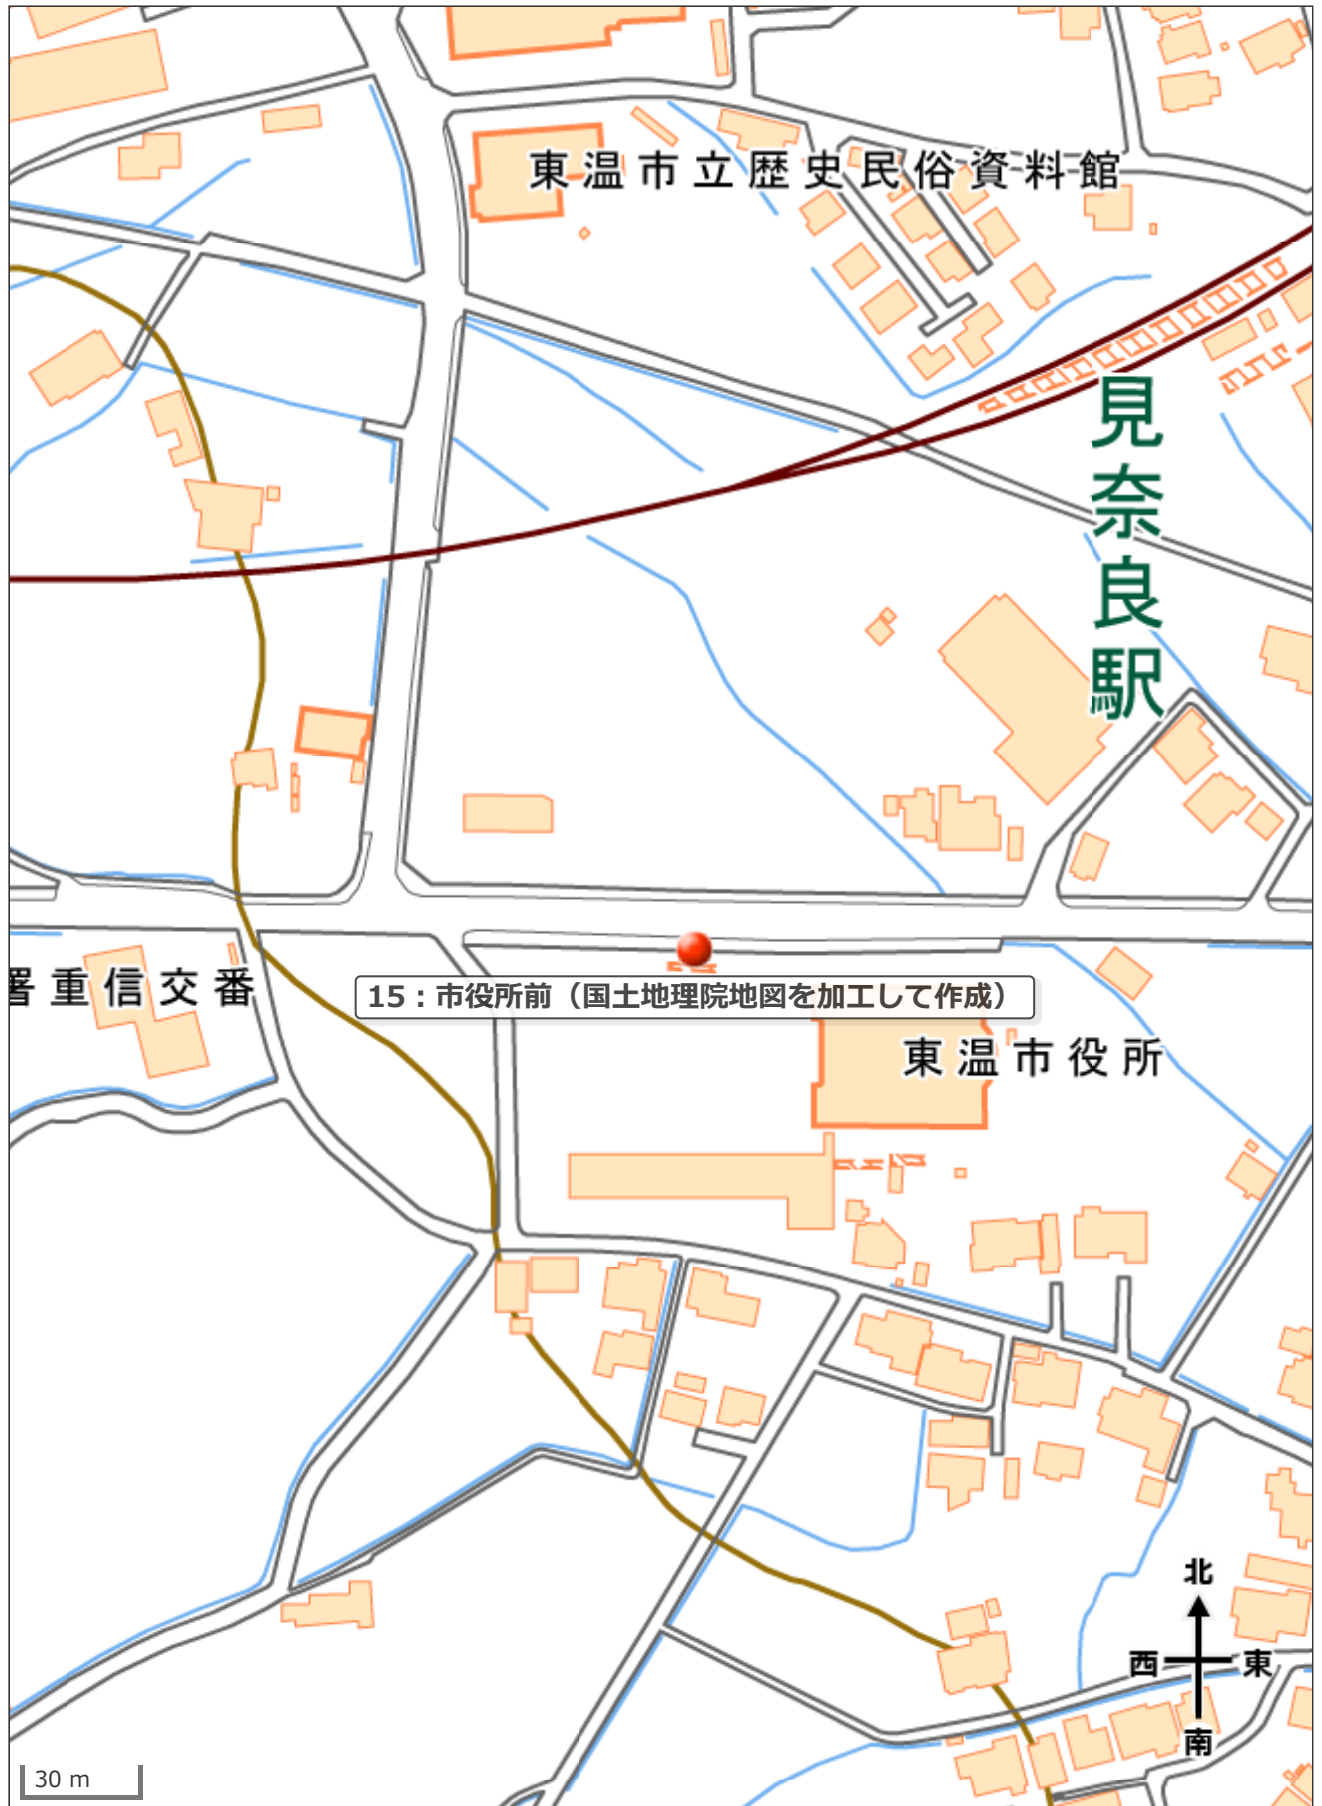 東温市立歴史民俗資料館
見奈良駅
署重信交番
15：市役所前（国土地理院地図を加工して作成）
東温市役所
北
西 東
南
30 m